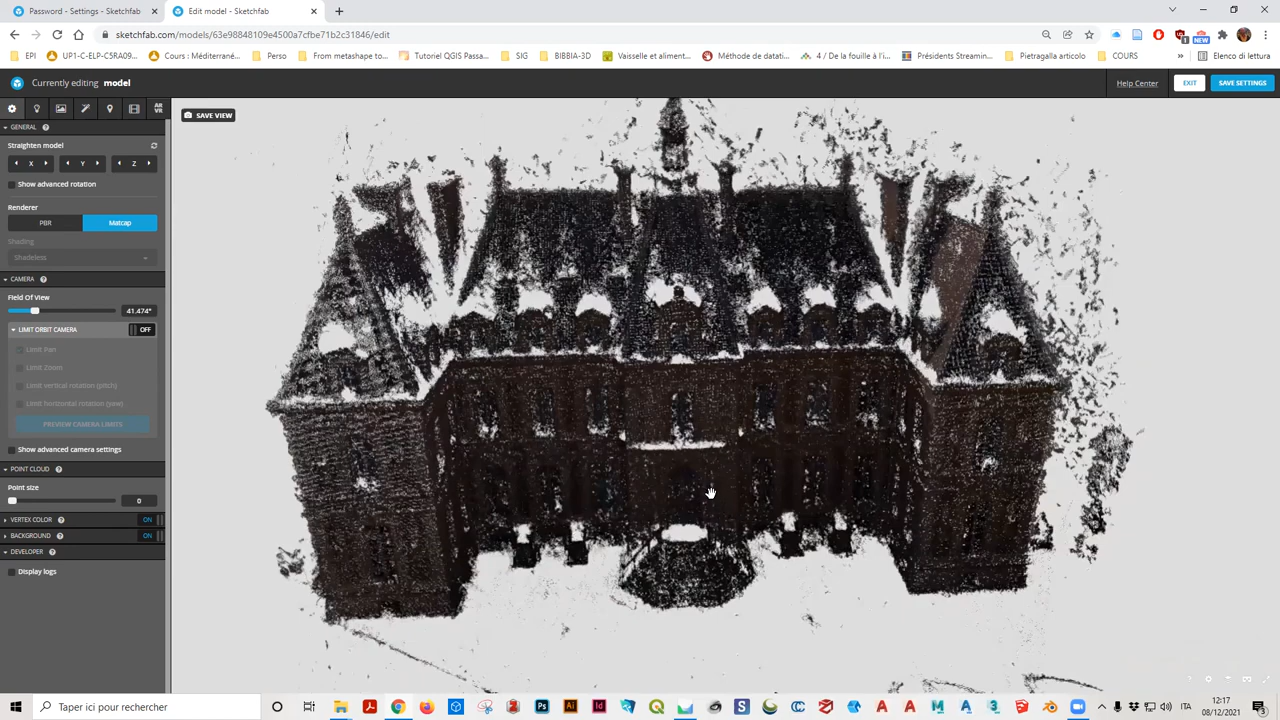 Password - Settings - Sketchfab
Edit model - Sketchfab
sketchfab.com/models/63e98848109e4500a7cfbe71b2c31846/edit
EPI
UP1-C-ELP-C5RA09...
Cours : Méditerrané...
Perso
From metashape to...
Tutoriel QGIS Passa...
SIG
BIBBIA-3D
Vaisselle et aliment...
Méthode de datati...
4 / De la fouille à l'i...
Présidents Streamin...
Pietragalla articolo
COURS
»
Elenco di lettura
Currently editing model
Help Center
EXIT
SAVE SETTINGS
AR
VR
SAVE VIEW
GENERAL
Straighten model
X
Y
Z
Show advanced rotation
Renderer
PBR
Matcap
Shading
Shadeless
CAMERA
Field Of View
41.474°
LIMIT ORBIT CAMERA
OFF
Limit Pan
Limit Zoom
Limit vertical rotation (pitch)
Limit horizontal rotation (yaw)
PREVIEW CAMERA LIMITS
Show advanced camera settings
POINT CLOUD
Point size
0
VERTEX COLOR
ON
BACKGROUND
ON
DEVELOPER
Display logs
Taper ici pour rechercher
ITA
12:17
08/12/2021